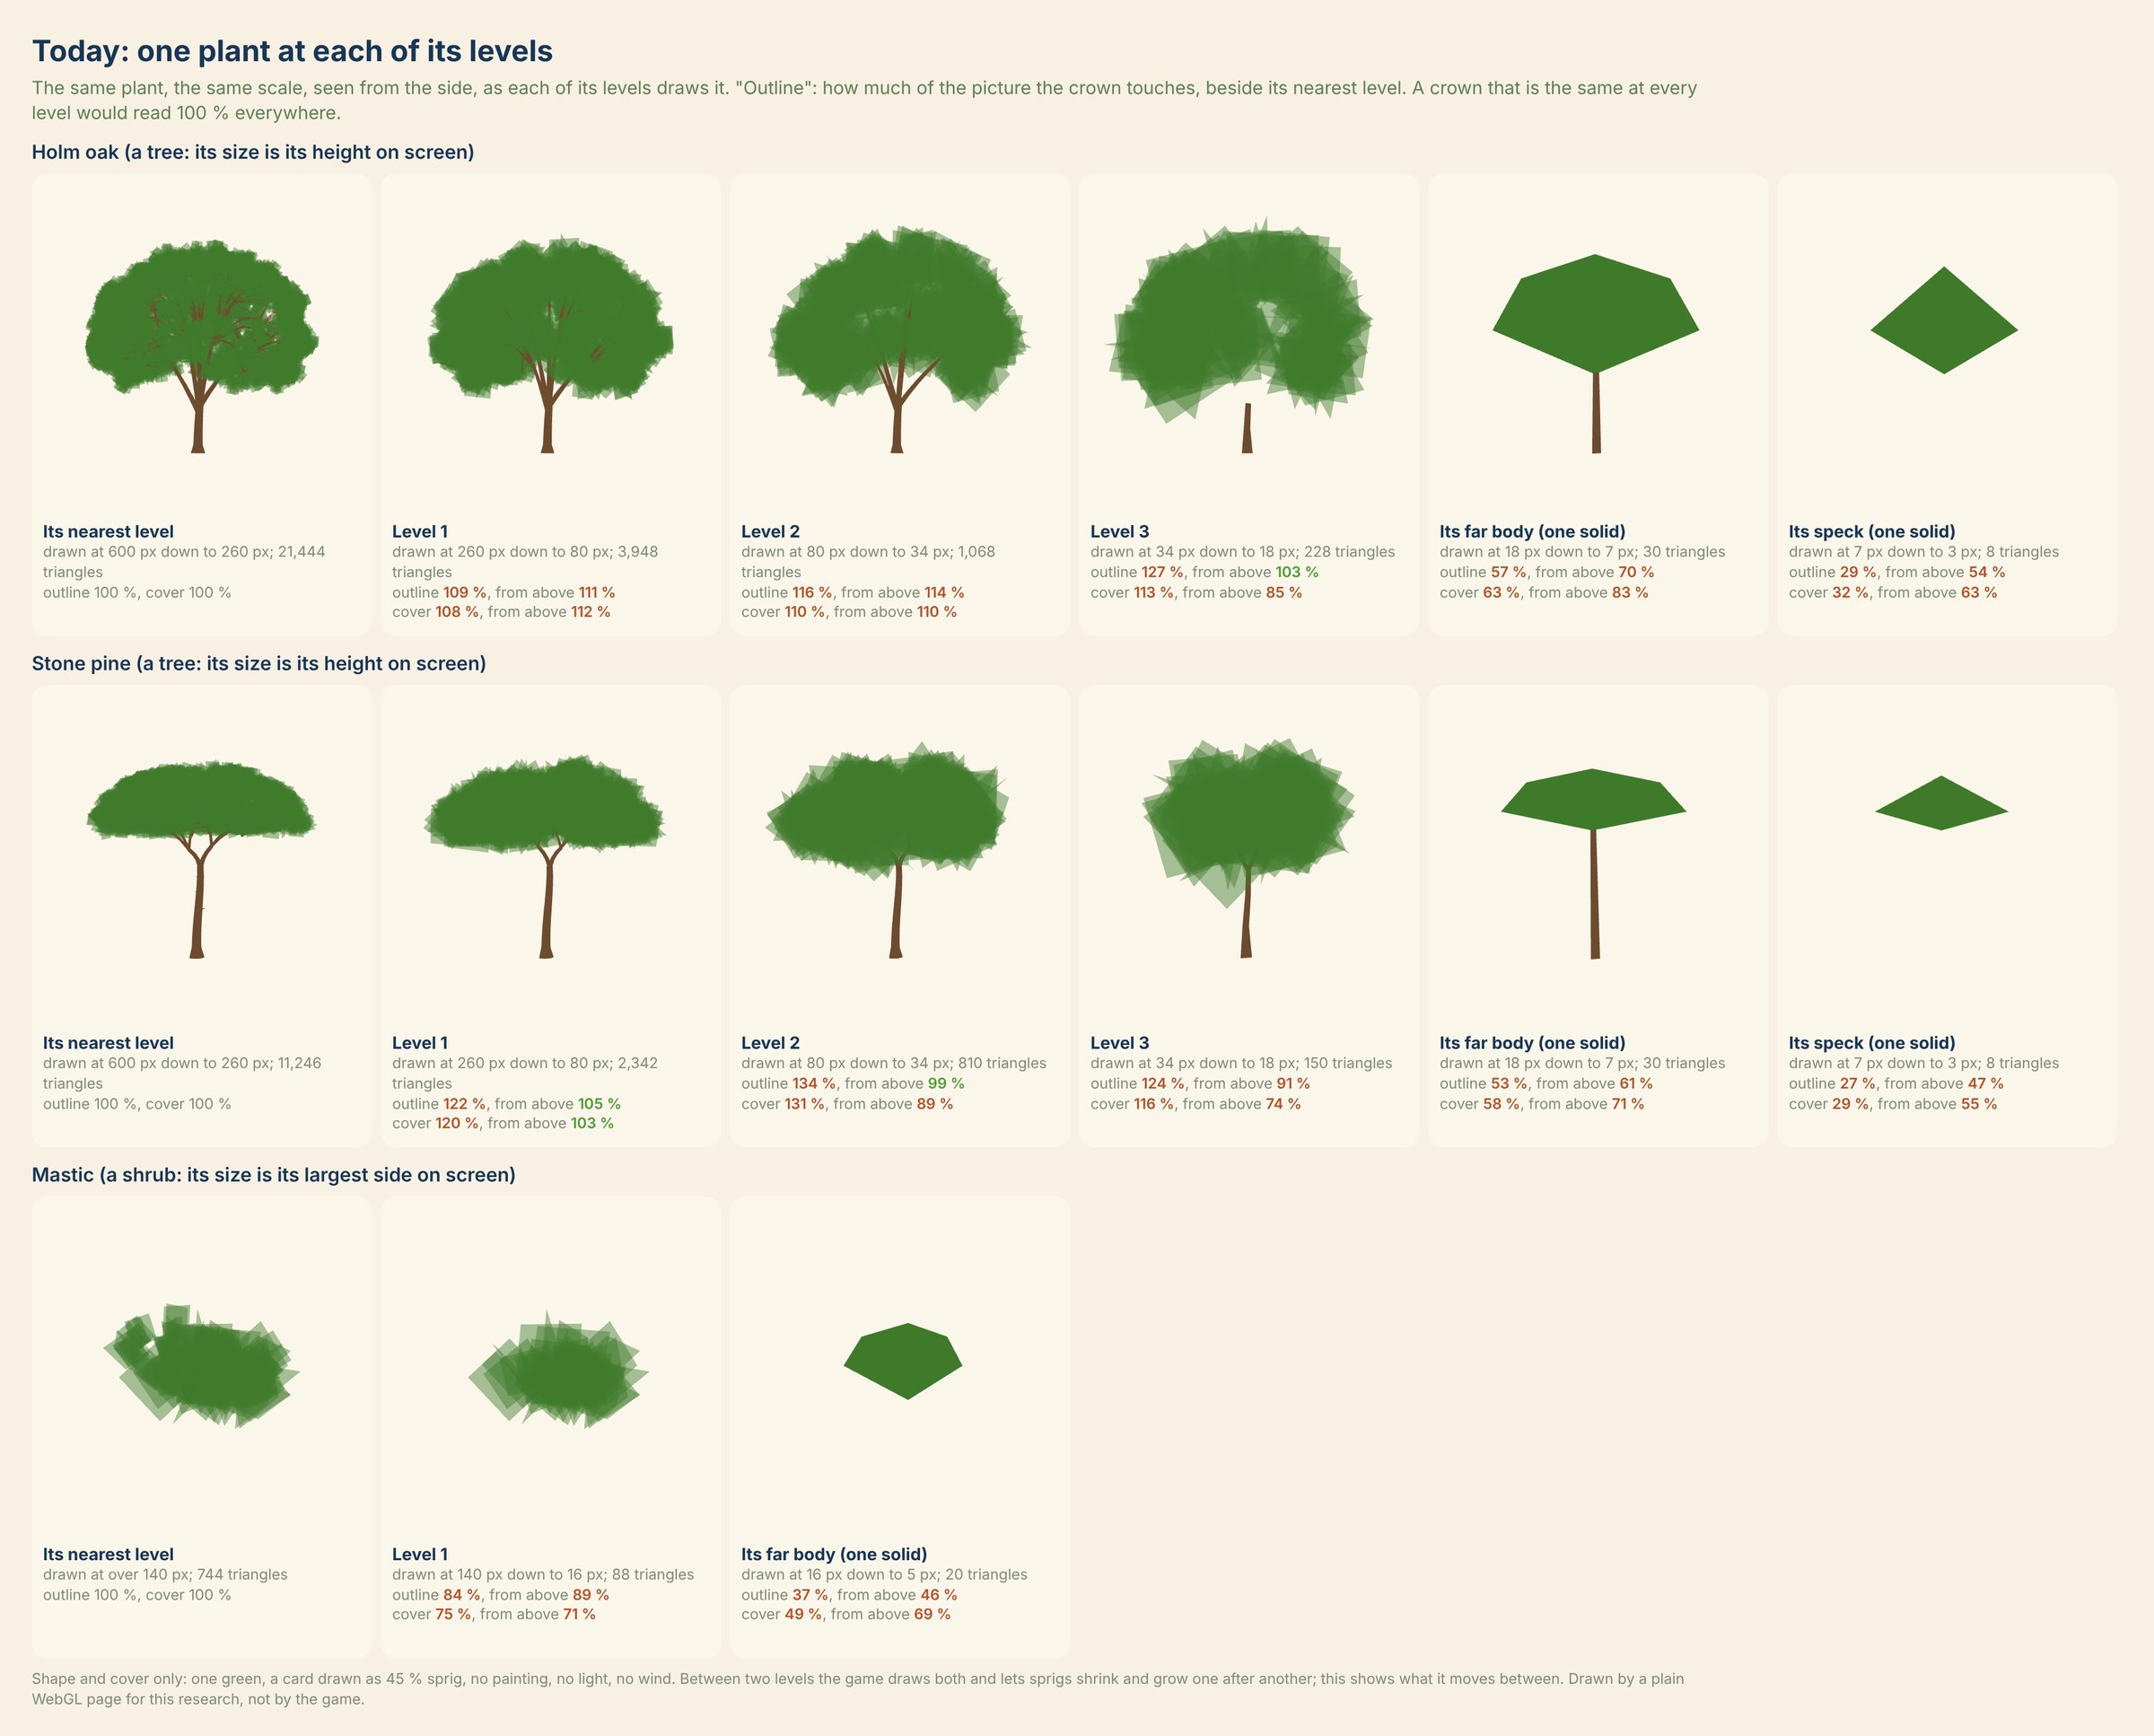 Today: one plant at each of its levels
The same plant, the same scale, seen from the side, as each of its levels draws it. "Outline": how much of the picture the crown touches, beside its nearest level. A crown that is the same at every
level would read 100 % everywhere.
Holm oak (a tree: its size is its height on screen)
Its nearest level
drawn at 600 px down to 260 px; 21,444
triangles
outline 100 %, cover 100 %
Level 1
drawn at 260 px down to 80 px; 3,948
triangles
outline 109 %, from above 111 %
cover 108 %, from above 112 %
Level 2
drawn at 80 px down to 34 px; 1,068
triangles
outline 116 %, from above 114 %
cover 110 %, from above 110 %
Level 3
drawn at 34 px down to 18 px; 228 triangles
outline 127 %, from above 103 %
cover 113 %, from above 85 %
Its far body (one solid)
drawn at 18 px down to 7 px; 30 triangles
outline 57 %, from above 70 %
cover 63 %, from above 83 %
Its speck (one solid)
drawn at 7 px down to 3 px; 8 triangles
outline 29 %, from above 54 %
cover 32 %, from above 63 %
Stone pine (a tree: its size is its height on screen)
Its nearest level
drawn at 600 px down to 260 px; 11,246
triangles
outline 100 %, cover 100 %
Level 1
drawn at 260 px down to 80 px; 2,342
triangles
outline 122 %, from above 105 %
cover 120 %, from above 103 %
Level 2
drawn at 80 px down to 34 px; 810 triangles
outline 134 %, from above 99 %
cover 131 %, from above 89 %
Level 3
drawn at 34 px down to 18 px; 150 triangles
outline 124 %, from above 91 %
cover 116 %, from above 74 %
Its far body (one solid)
drawn at 18 px down to 7 px; 30 triangles
outline 53 %, from above 61 %
cover 58 %, from above 71 %
Its speck (one solid)
drawn at 7 px down to 3 px; 8 triangles
outline 27 %, from above 47 %
cover 29 %, from above 55 %
Mastic (a shrub: its size is its largest side on screen)
Its nearest level
drawn at over 140 px; 744 triangles
outline 100 %, cover 100 %
Level 1
drawn at 140 px down to 16 px; 88 triangles
outline 84 %, from above 89 %
cover 75 %, from above 71 %
Its far body (one solid)
drawn at 16 px down to 5 px; 20 triangles
outline 37 %, from above 46 %
cover 49 %, from above 69 %
Shape and cover only: one green, a card drawn as 45 % sprig, no painting, no light, no wind. Between two levels the game draws both and lets sprigs shrink and grow one after another; this shows what it moves between. Drawn by a plain
WebGL page for this research, not by the game.